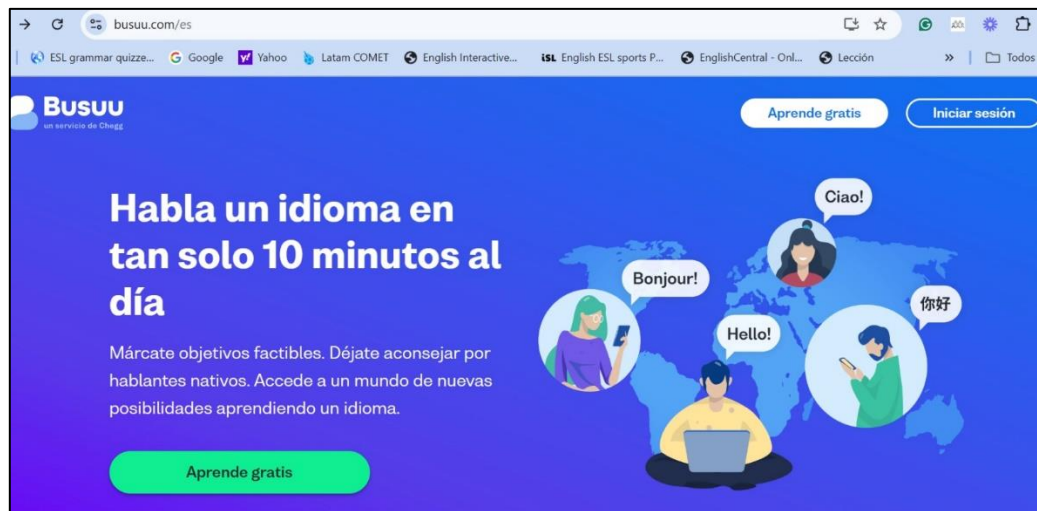 busuu.com/es
ESL grammar quizze...
Google
Yahoo
Latam COMET
English Interactive...
iSL English ESL sports P...
EnglishCentral - Onl...
Lección
»
Todos
Busuu
un servicio de Chegg
Aprende gratis
Iniciar sesión
Habla un idioma en
tan solo 10 minutos al
día
Márcate objetivos factibles. Déjate aconsejar por
hablantes nativos. Accede a un mundo de nuevas
posibilidades aprendiendo un idioma.
Aprende gratis
Ciao!
Bonjour!
你好
Hello!